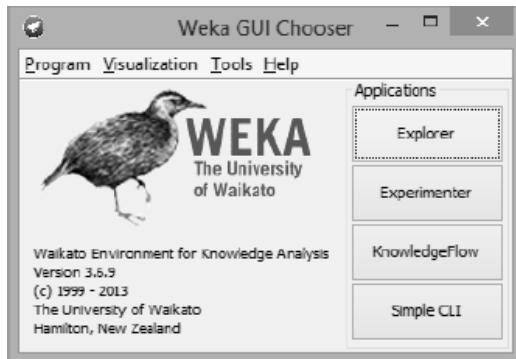 Weka GUI Chooser
Program Visualization Tools Help
Applications
WEKA
The University
of Waikato
Explorer
Experimenter
KnowledgeFlow
Simple CLI
Waikato Environment for Knowledge Analysis
Version 3.6.9
(c) 1999 - 2013
The University of Waikato
Hamilton, New Zealand